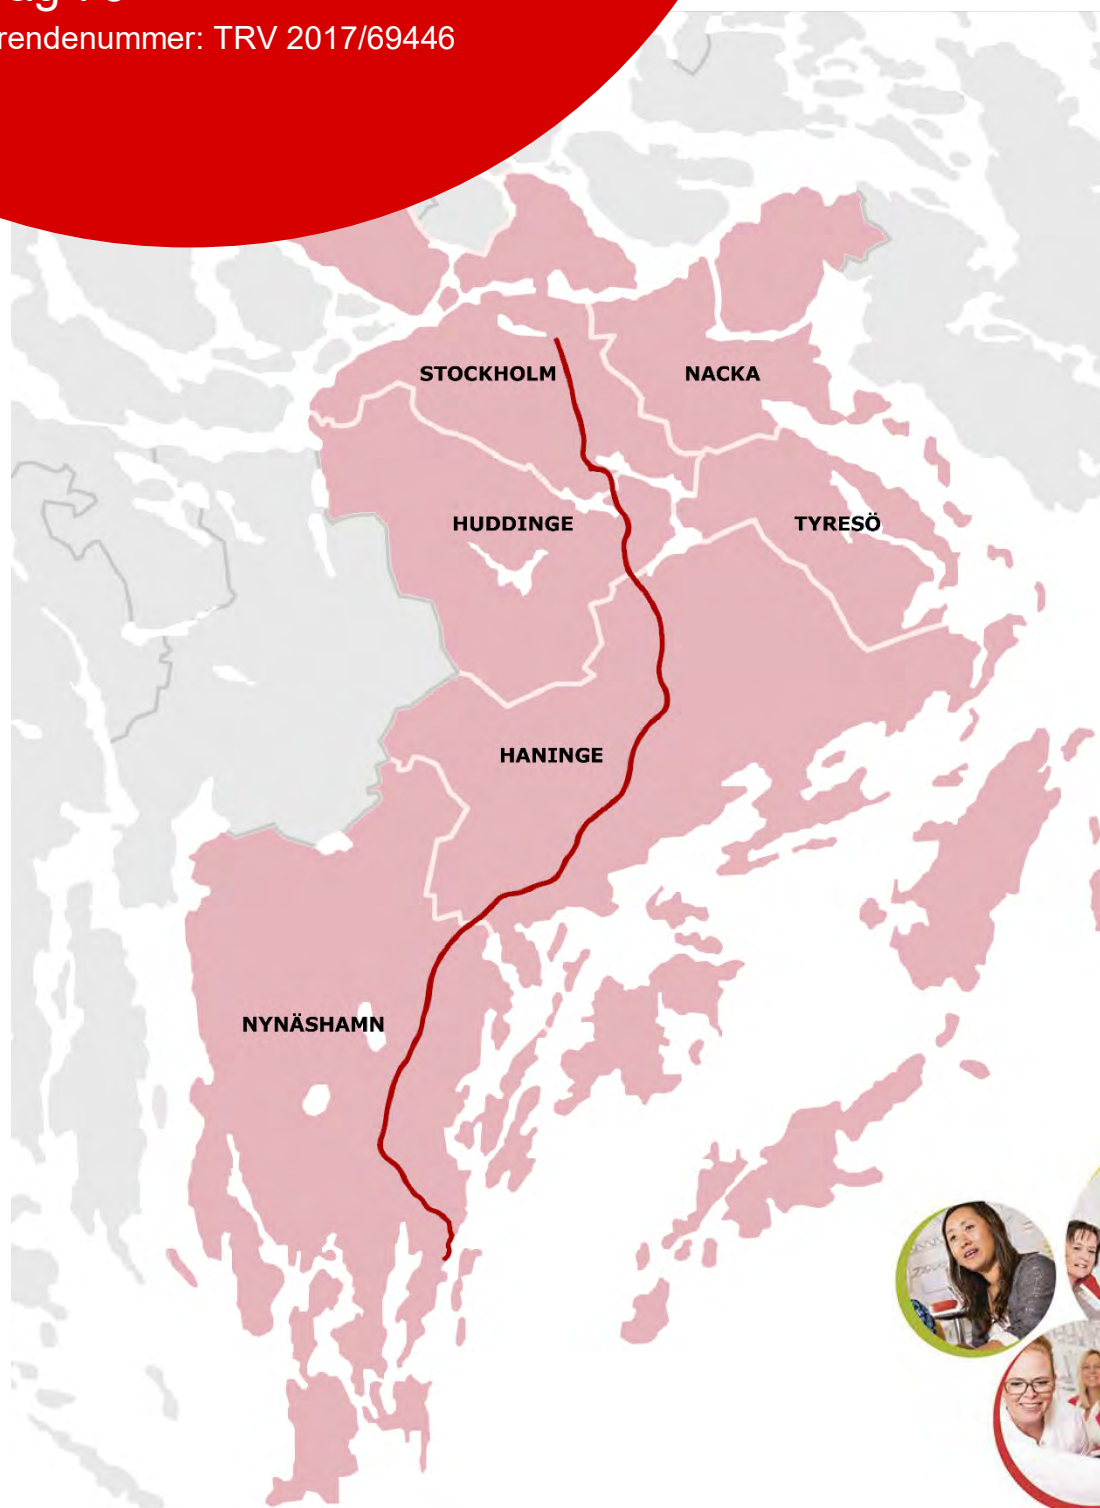 rendenummer: TRV 2017/69446
STOCKHOLM
NACKA
HUDDINGE
TYRESÖ
HANINGE
NYNÄSHAMN